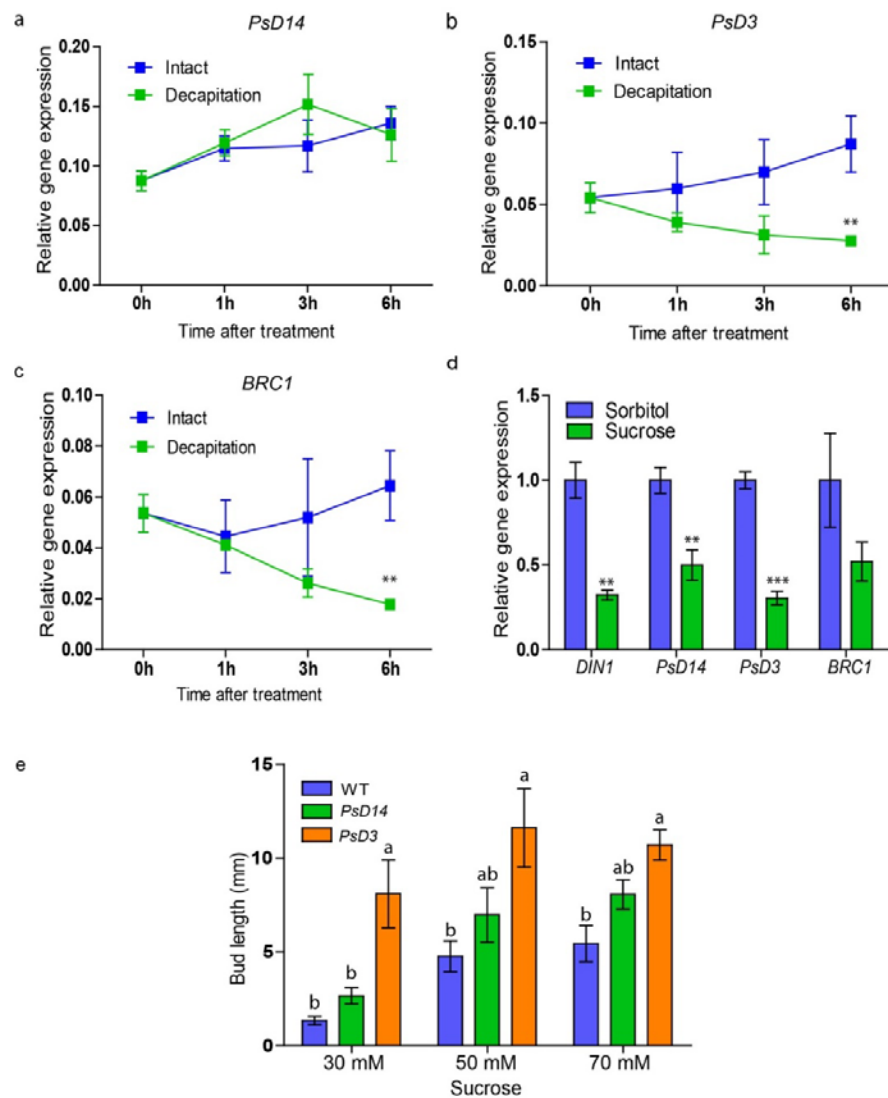 a
PsD14
Relative gene expression
0.20
0.15
0.10
0.05
0.00
Intact
Decapitation
0h 1h 3h 6h
Time after treatment
b
PsD3
Relative gene expression
0.15
0.10
0.05
0.00
Intact
Decapitation
**
0h 1h 3h 6h
Time after treatment
c
BRC1
Relative gene expression
0.10
0.08
0.06
0.04
0.02
0.00
Intact
Decapitation
**
0h 1h 3h 6h
Time after treatment
d
Relative gene expression
1.5
1.0
0.5
0.0
Sorbitol
Sucrose
** ** ***
DIN1 PsD14 PsD3 BRC1
e
Bud length (mm)
15
10
5
0
WT
PsD14
PsD3
b b a b ab a b ab a
30 mM 50 mM 70 mM
Sucrose